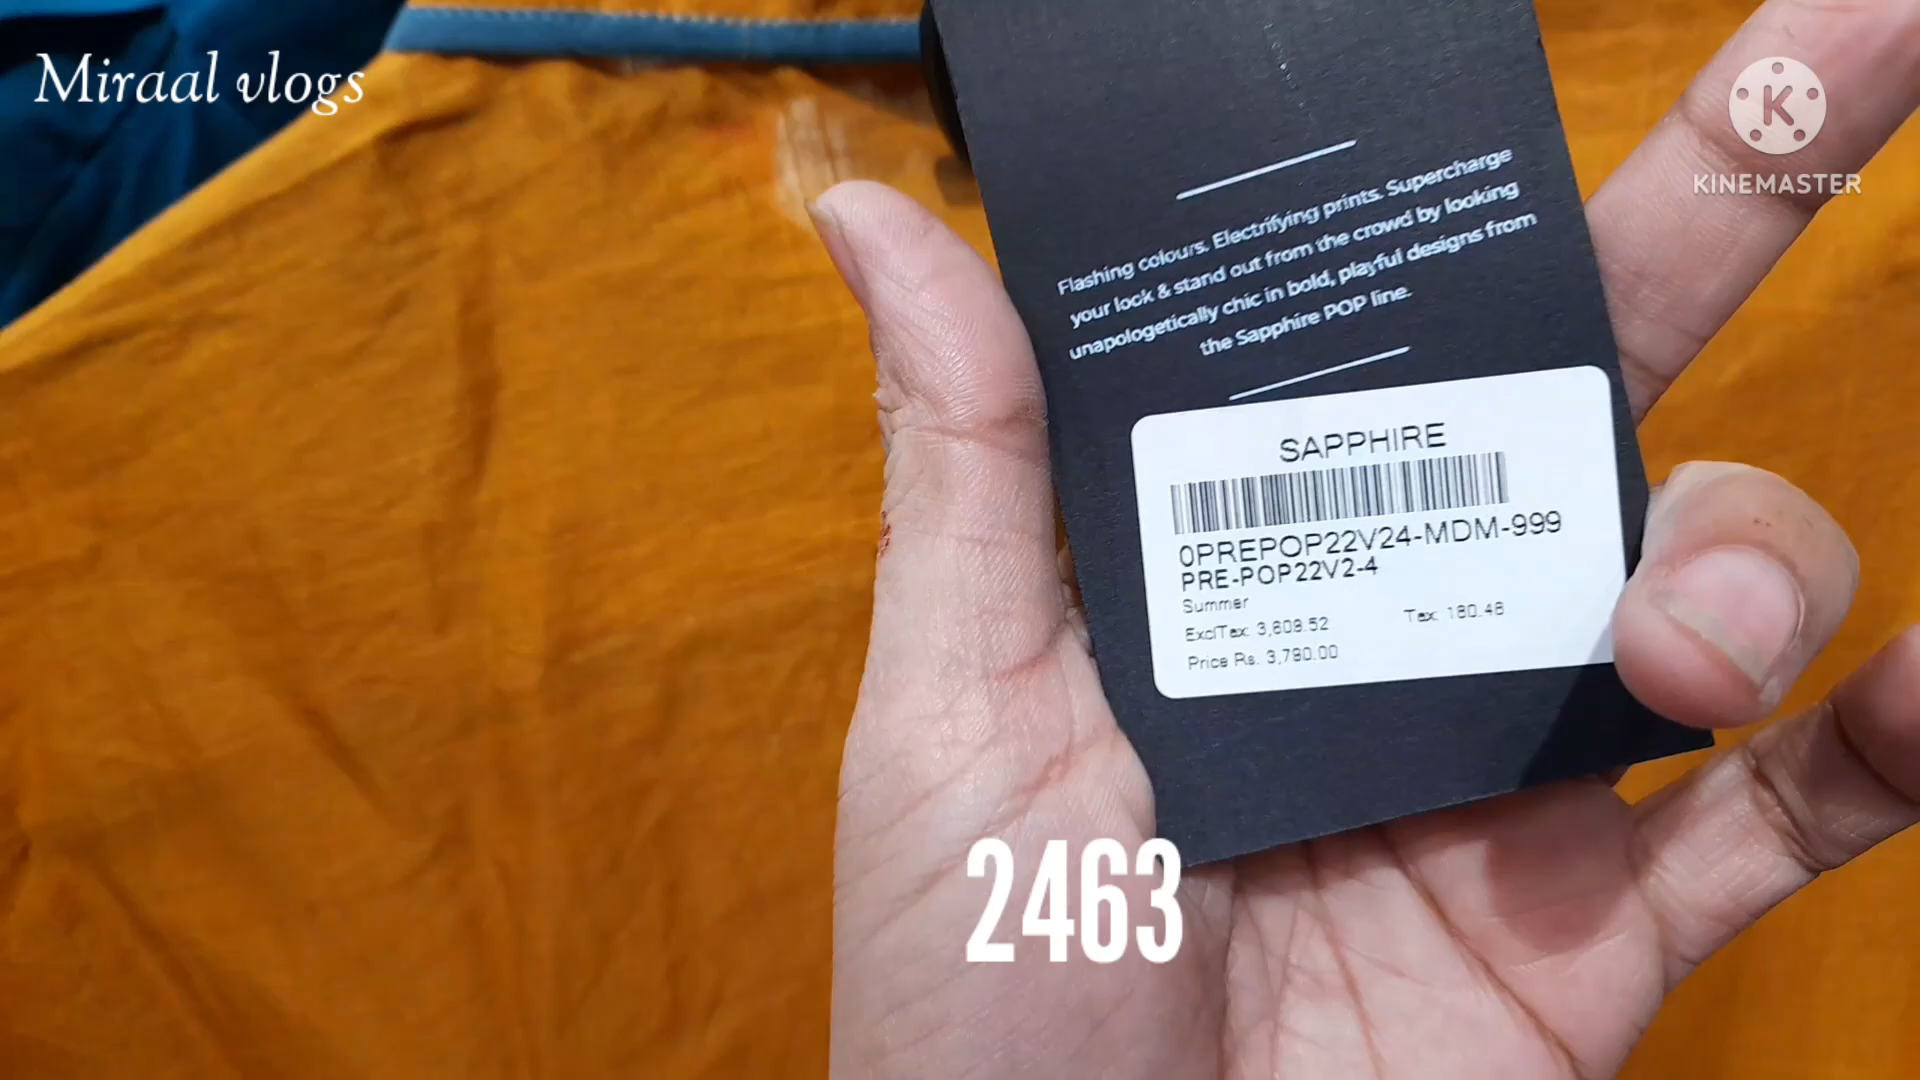 Miraal vlogs
K
KINEMASTER
Flashing colours. Electrifying prints. Supercharge
your look & stand out from the crowd by looking
unapologetically chic in bold, playful designs from
the Sapphire POP line.
SAPPHIRE
0PREPOP22V24-MDM-999
PRE-POP22V2-4
Summer
ExclTax: 3,609.52 Tax: 180.48
Price Rs. 3,790.00
2463